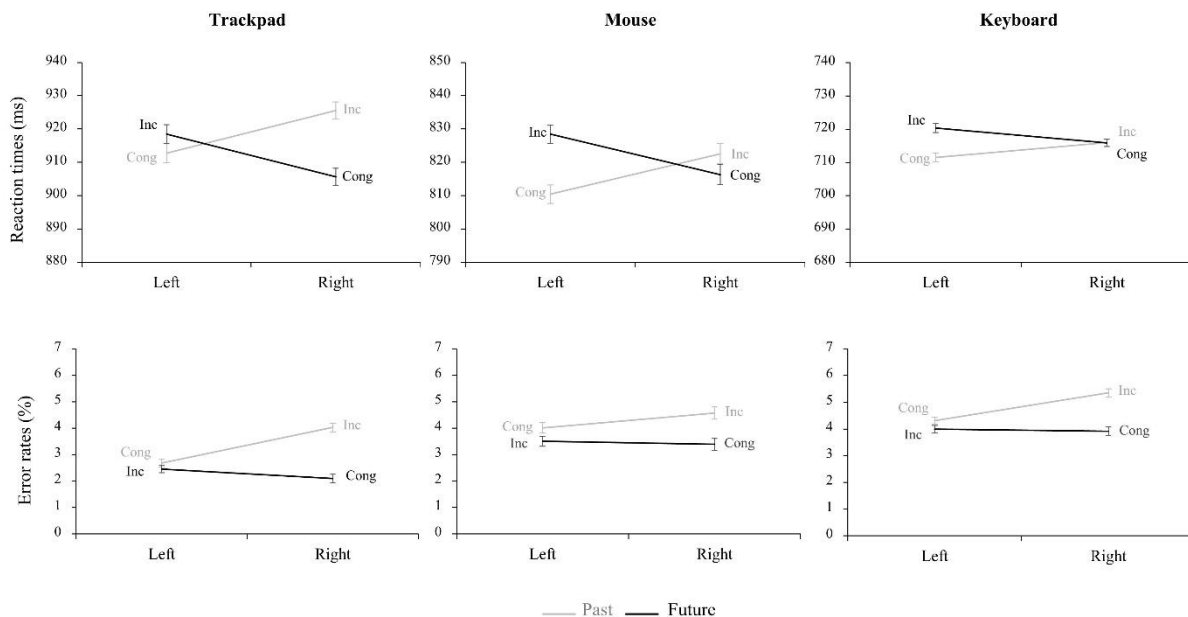 Trackpad
Mouse
Keyboard
Reaction times (ms)
940
930
920
910
900
890
880
Inc
Cong
Inc
Cong
Left
Right
850
840
830
820
810
800
790
Inc
Cong
Inc
Cong
Left
Right
740
730
720
710
700
690
680
Inc
Cong
Inc
Cong
Left
Right
Error rates (%)
7
6
5
4
3
2
1
0
Cong
Inc
Inc
Cong
Left
Right
7
6
5
4
3
2
1
0
Cong
Inc
Inc
Cong
Left
Right
7
6
5
4
3
2
1
0
Cong
Inc
Inc
Cong
Left
Right
Past
Future